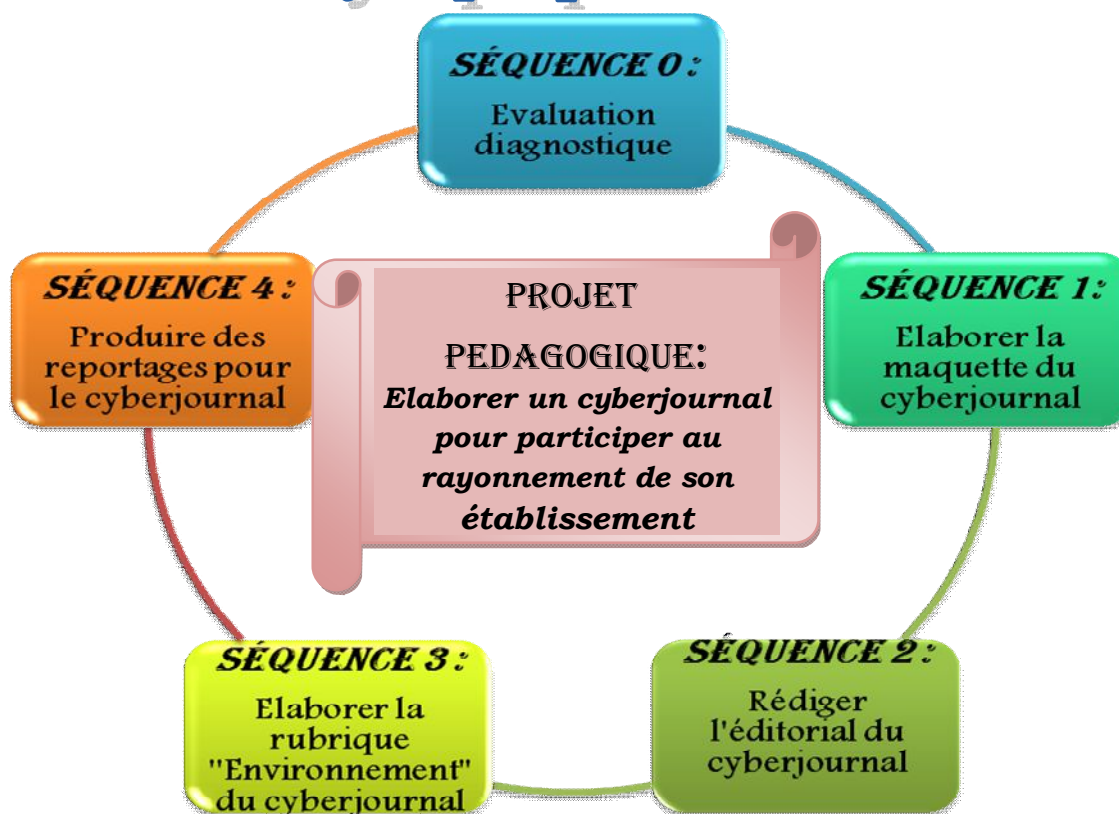 SÉQUENCE 0 :
Evaluation
diagnostique
SÉQUENCE 4 :
Produire des
reportages pour
le cyberjournal
PROJET
PEDAGOGIQUE:
Elaborer un cyberjournal
pour participer au
rayonnement de son
établissement
SÉQUENCE 1:
Elaborer la
maquette du
cyberjournal
SÉQUENCE 3 :
Elaborer la
rubrique
"Environnement"
du cyberjournal
SÉQUENCE 2 :
Rédiger
l'éditorial du
cyberjournal